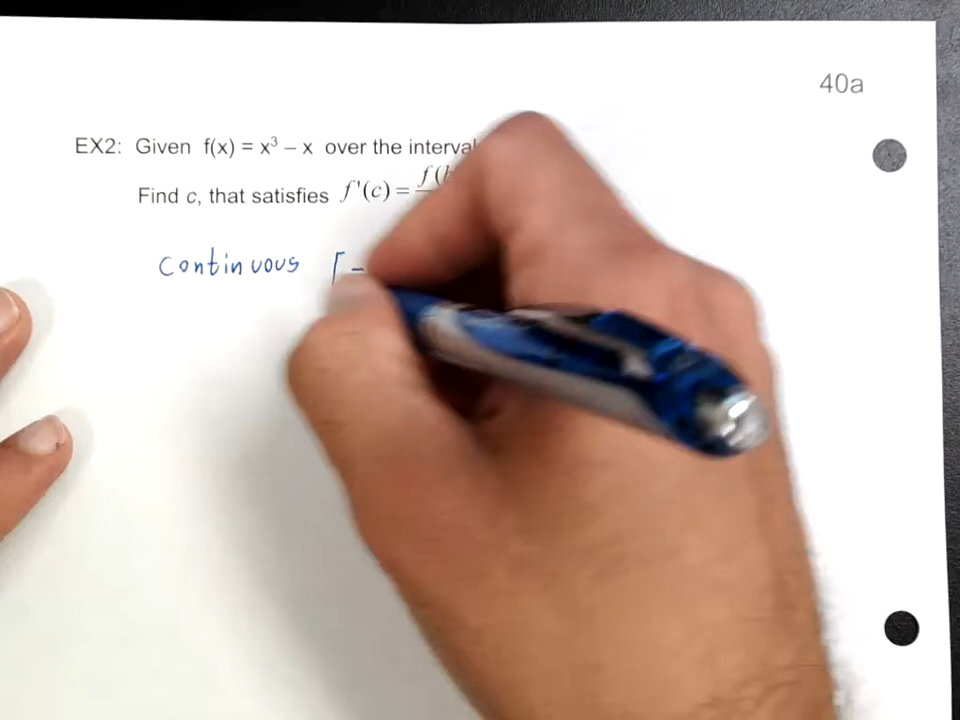 40a
EX2: Given f(x) = x³ – x over the interval
Find c, that satisfies f'(c) = f(
continuous [-